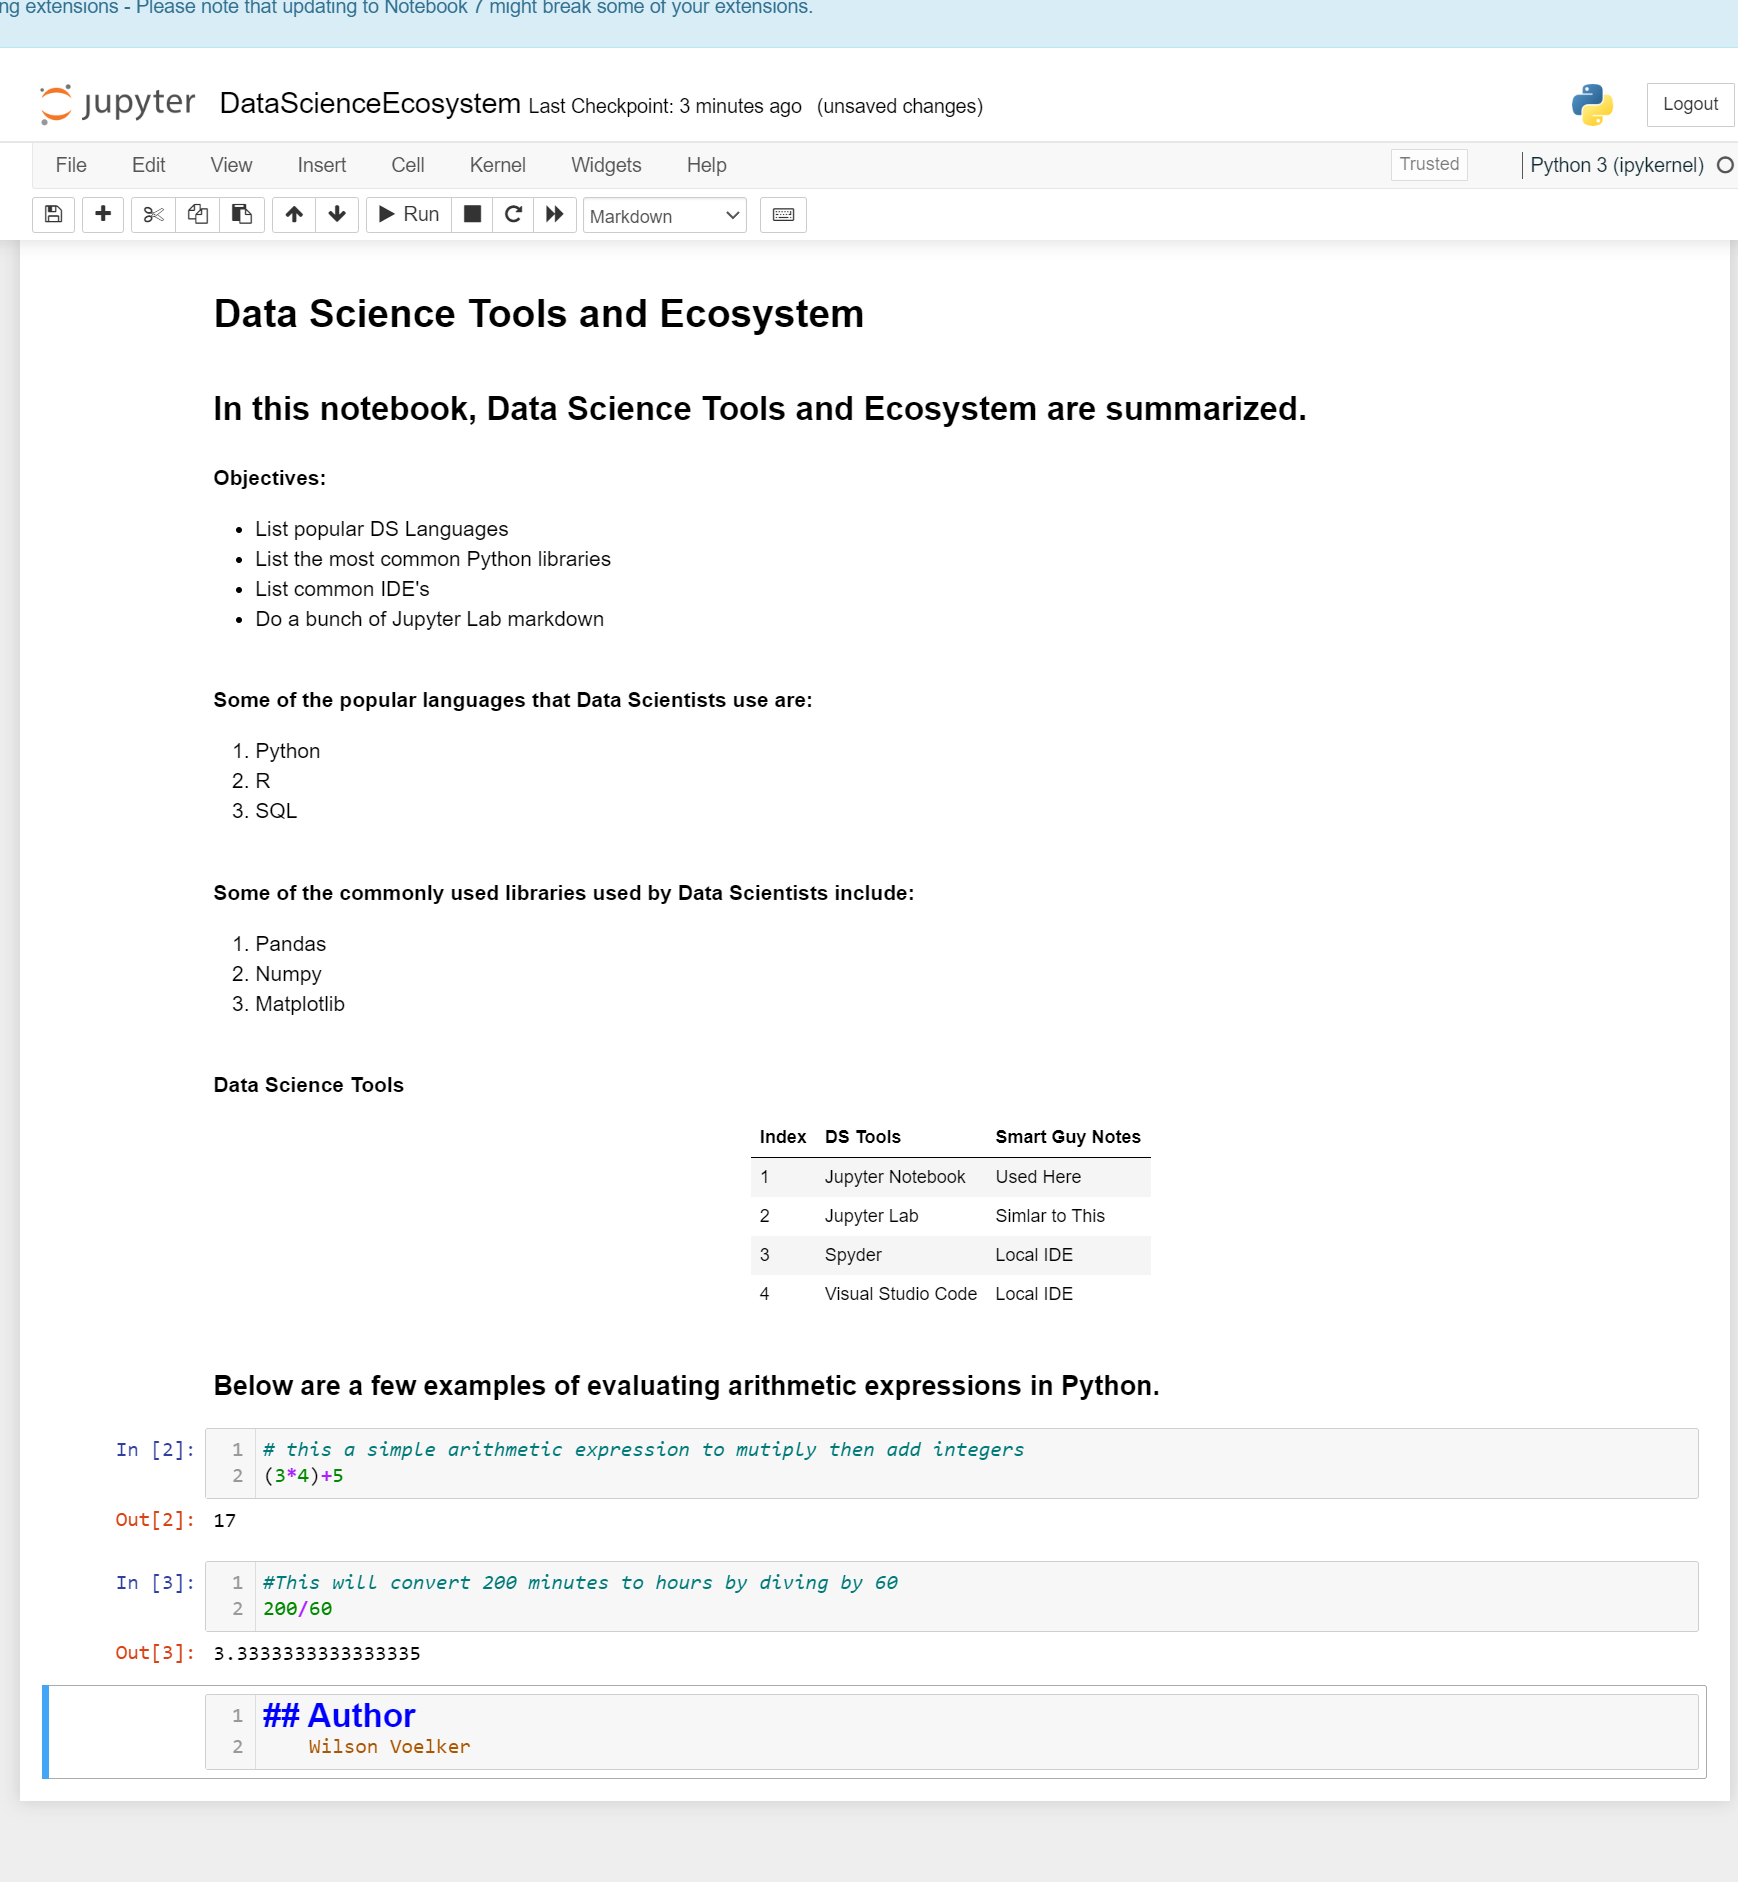 ng extensions - Please note that updating to Notebook 7 might break some of your extensions.
jupyter DataScienceEcosystem Last Checkpoint: 3 minutes ago (unsaved changes)
Logout
File Edit View Insert Cell Kernel Widgets Help
Trusted
Python 3 (ipykernel)
Run
Markdown
Data Science Tools and Ecosystem
In this notebook, Data Science Tools and Ecosystem are summarized.
Objectives:
• List popular DS Languages
• List the most common Python libraries
• List common IDE's
• Do a bunch of Jupyter Lab markdown
Some of the popular languages that Data Scientists use are:
1. Python
2. R
3. SQL
Some of the commonly used libraries used by Data Scientists include:
1. Pandas
2. Numpy
3. Matplotlib
Data Science Tools
Index DS Tools Smart Guy Notes
1 Jupyter Notebook Used Here
2 Jupyter Lab Simlar to This
3 Spyder Local IDE
4 Visual Studio Code Local IDE
Below are a few examples of evaluating arithmetic expressions in Python.
In [2]: 1 # this a simple arithmetic expression to mutiply then add integers
2 (3*4)+5
Out[2]: 17
In [3]: 1 #This will convert 200 minutes to hours by diving by 60
2 200/60
Out[3]: 3.3333333333333335
1 ## Author
2 Wilson Voelker